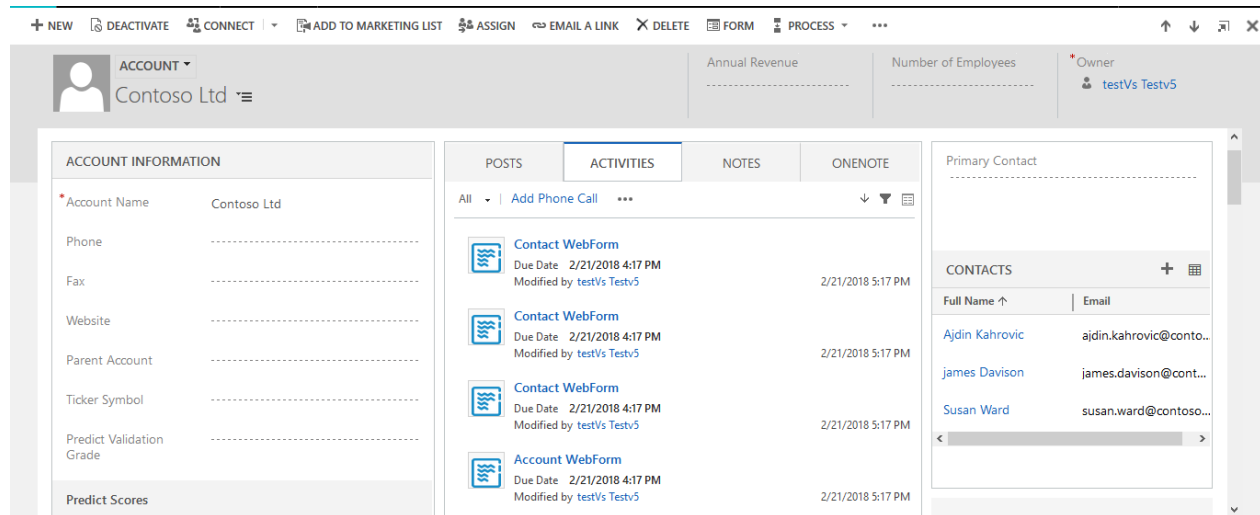 NEW DEACTIVATE CONNECT ADD TO MARKETING LIST ASSIGN EMAIL A LINK DELETE FORM PROCESS •••
ACCOUNT
Contoso Ltd
Annual Revenue
Number of Employees
*Owner
testVs Testv5
ACCOUNT INFORMATION
*Account Name Contoso Ltd
Phone
Fax
Website
Parent Account
Ticker Symbol
Predict Validation
Grade
Predict Scores
POSTS ACTIVITIES NOTES ONENOTE
All | Add Phone Call •••
Contact WebForm
Due Date 2/21/2018 4:17 PM
Modified by testVs Testv5 2/21/2018 5:17 PM
Contact WebForm
Due Date 2/21/2018 4:17 PM
Modified by testVs Testv5 2/21/2018 5:17 PM
Contact WebForm
Due Date 2/21/2018 4:17 PM
Modified by testVs Testv5 2/21/2018 5:17 PM
Account WebForm
Due Date 2/21/2018 4:17 PM
Modified by testVs Testv5 2/21/2018 5:17 PM
Primary Contact
CONTACTS
Full Name ↑ Email
Ajdin Kahrovic ajdin.kahrovic@conto...
james Davison james.davison@cont...
Susan Ward susan.ward@contoso...